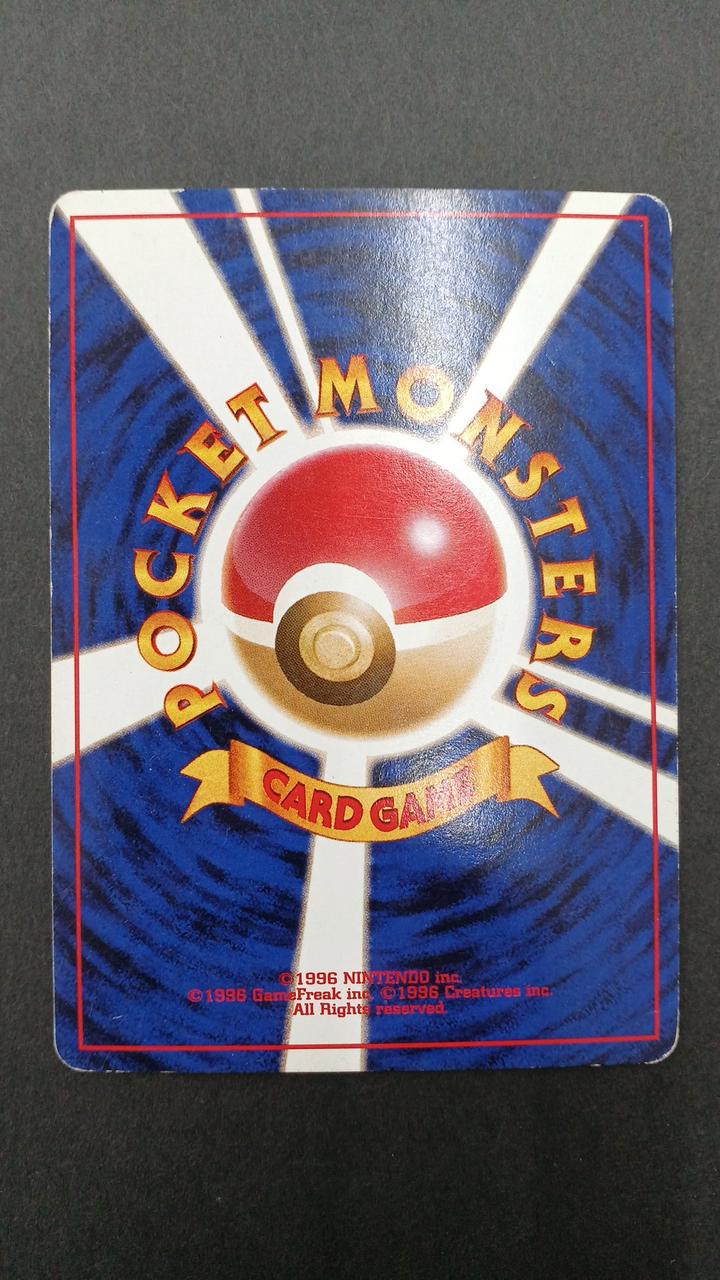 POCKET MONSTERS
CARD GAME
©1996 NINTENDO inc.
©1996 GameFreak inc. ©1996 Creatures inc.
All Rights reserved.